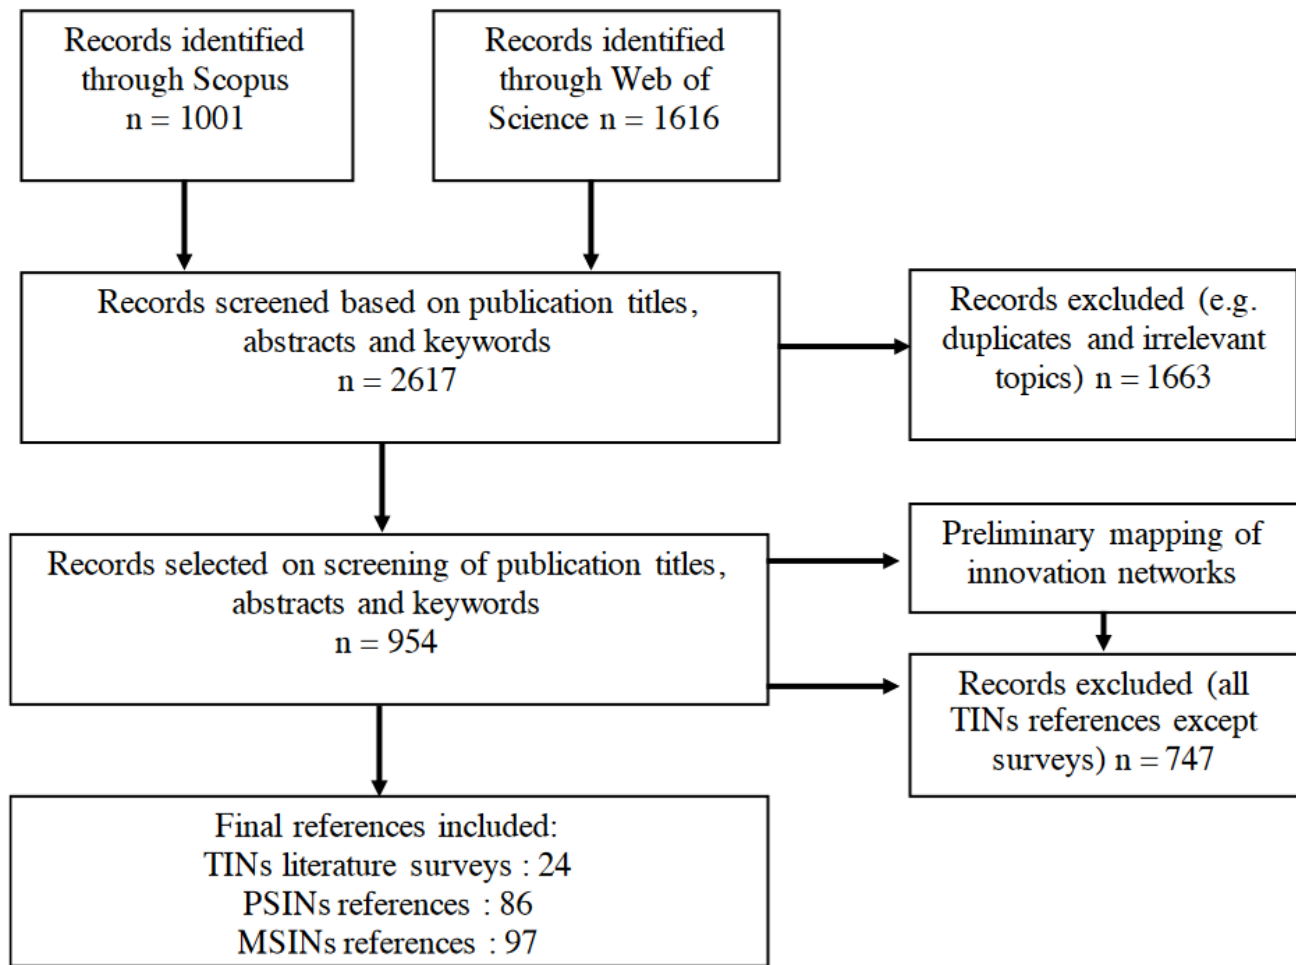 Records identified
through Scopus
n = 1001
Records identified
through Web of
Science n = 1616
Records screened based on publication titles,
abstracts and keywords
n = 2617
Records excluded (e.g.
duplicates and irrelevant
topics) n = 1663
Records selected on screening of publication titles,
abstracts and keywords
n = 954
Preliminary mapping of
innovation networks
Records excluded (all
TINs references except
surveys) n = 747
Final references included:
TINs literature surveys : 24
PSINs references : 86
MSINs references : 97